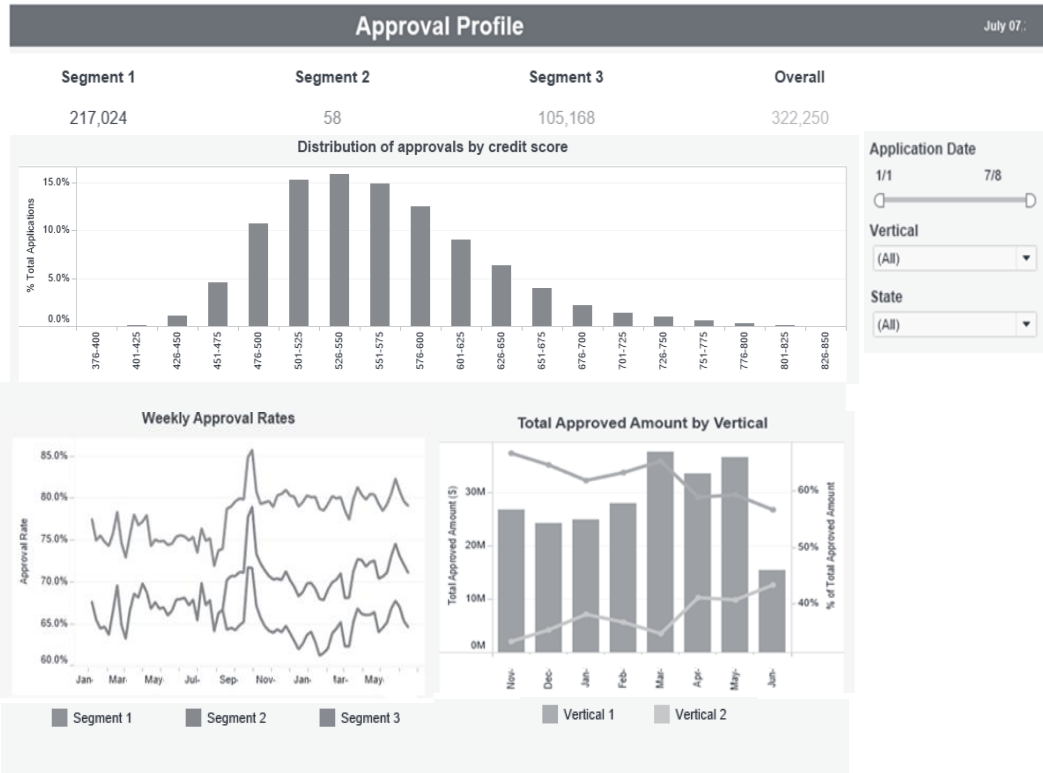 Approval Profile
July 07
Segment 1 Segment 2 Segment 3 Overall
217,024 58 105,168 322,250
Distribution of approvals by credit score
% Total Applications
15.0%
10.0%
5.0%
0.0%
376-400 401-425 426-450 451-475 476-500 501-525 526-550 551-575 576-600 601-625 626-650 651-675 676-700 701-725 726-750 751-775 776-800 801-825 826-850
Application Date
1/1 7/8
Vertical
(All)
State
(All)
Weekly Approval Rates
Approval Rate
85.0%
80.0%
75.0%
70.0%
65.0%
60.0%
Jan- Mar- May- Jul- Sep- Nov- Jan- tar- May-
Segment 1 Segment 2 Segment 3
Total Approved Amount by Vertical
Total Approved Amount ($)
30M
20M
10M
0M
60%
50%
40%
% of Total Approved Amount
Nov- Dec- Jan- Feb- Mar- Apr- May- Jun-
Vertical 1 Vertical 2